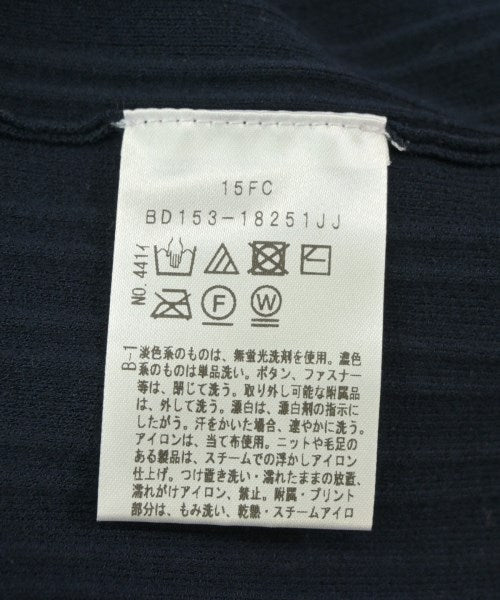 15FC
BD153-18251JJ
NO.441イ
F
W
B-1
淡色系のものは、無蛍光洗剤を使用。濃色
系のものは単品洗い。ボタン、ファスナー
等は、閉じて洗う。取り外し可能な附属品
は、外して洗う。漂白は、漂白剤の指示に
したがう。汗をかいた場合、速やかに洗う。
アイロンは、当て布使用。ニットや毛足の
ある製品は、スチームでの浮かしアイロン
仕上げ。つけ置き洗い・濡れたままの放置、
濡れがけアイロン、禁止。附属・プリント
部分は、もみ洗い、乾熱・スチームアイロ